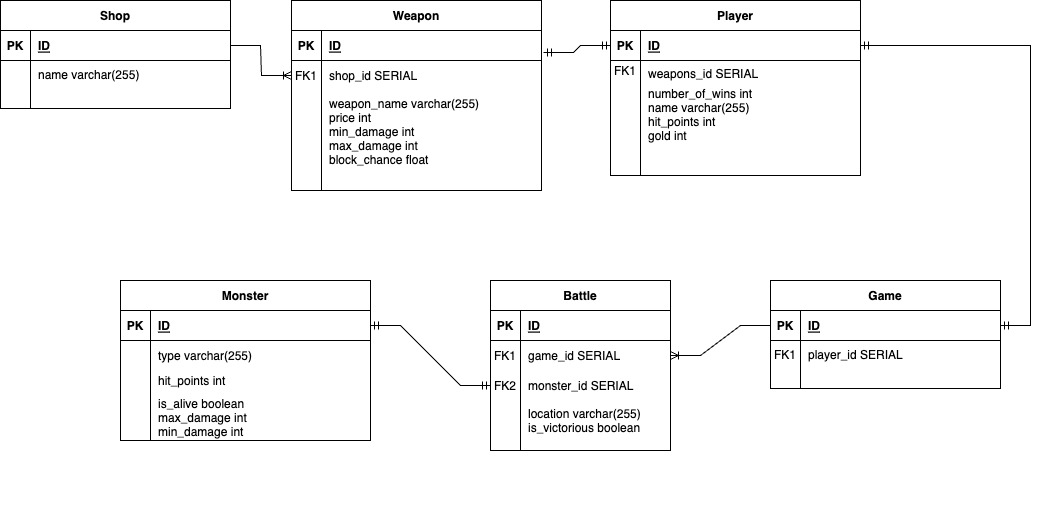 Shop
PK ID
name varchar(255)
Weapon
PK ID
FK1 shop_id SERIAL
weapon_name varchar(255)
price int
min_damage int
max_damage int
block_chance float
Player
PK ID
FK1 weapons_id SERIAL
number_of_wins int
name varchar(255)
hit_points int
gold int
Monster
PK ID
type varchar(255)
hit_points int
is_alive boolean
max_damage int
min_damage int
Battle
PK ID
FK1 game_id SERIAL
FK2 monster_id SERIAL
location varchar(255)
is_victorious boolean
Game
PK ID
FK1 player_id SERIAL